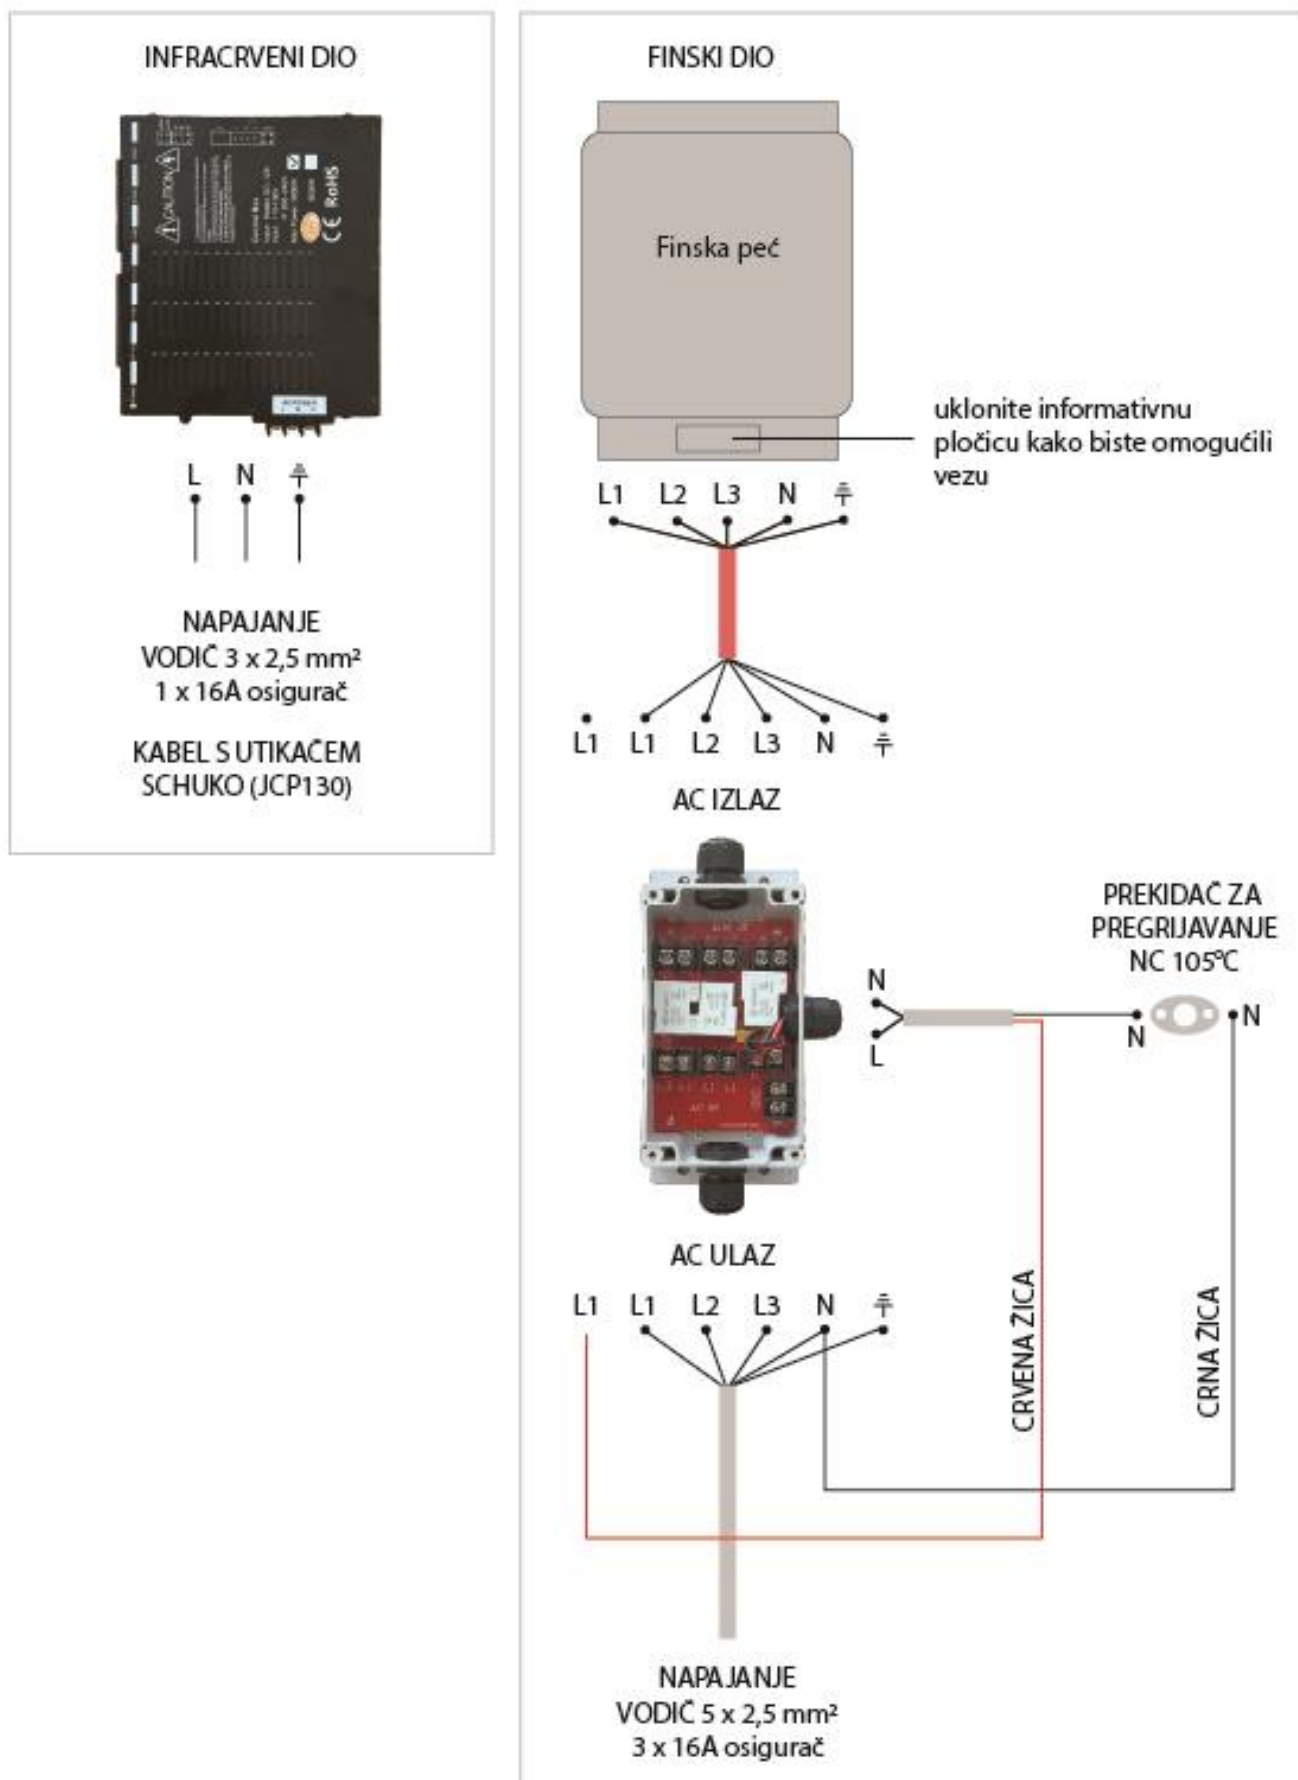 INFRACRVENI DIO
CAUTION
CE RoHS
L N
NAPAJANJE
VODIČ 3 x 2,5 mm²
1 x 16A osigurač
KABEL S UTIKAČEM
SCHUKO (JCP130)
FINSKI DIO
Finska peć
uklonite informativnu
pločicu kako biste omogućili
vezu
L1 L2 L3 N
L1 L1 L2 L3 N
AC IZLAZ
PREKIDAČ ZA
PREGRIJAVANJE
NC 105°C
N
L
N
N
AC ULAZ
L1 L1 L2 L3 N
CRVENA ŽICA
CRNA ŽICA
NAPAJANJE
VODIČ 5 x 2,5 mm²
3 x 16A osigurač